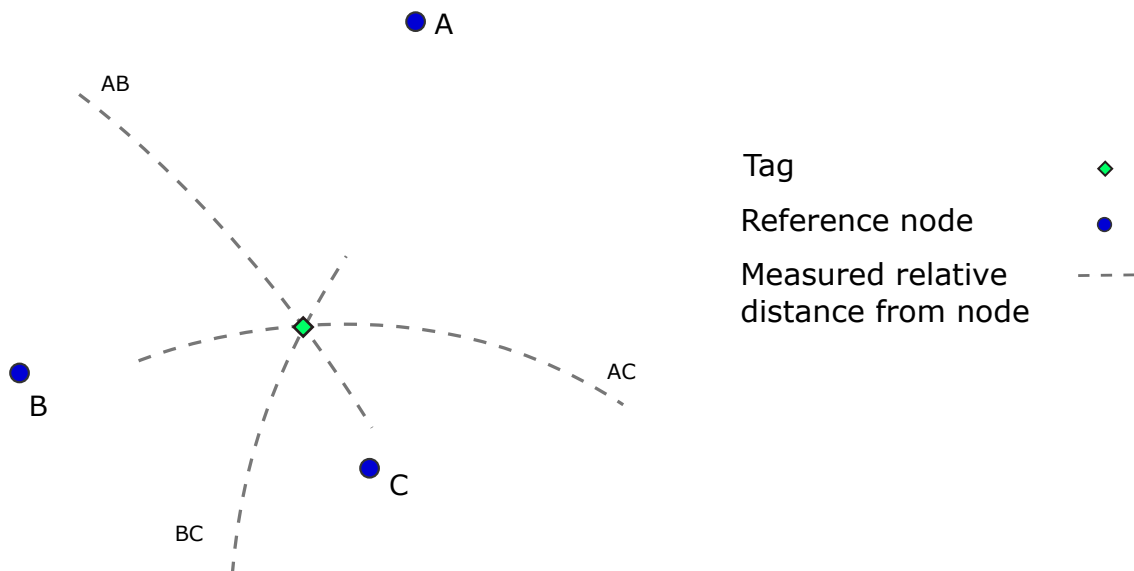 A
AB
Tag
Reference node
Measured relative
distance from node
AC
B
C
BC